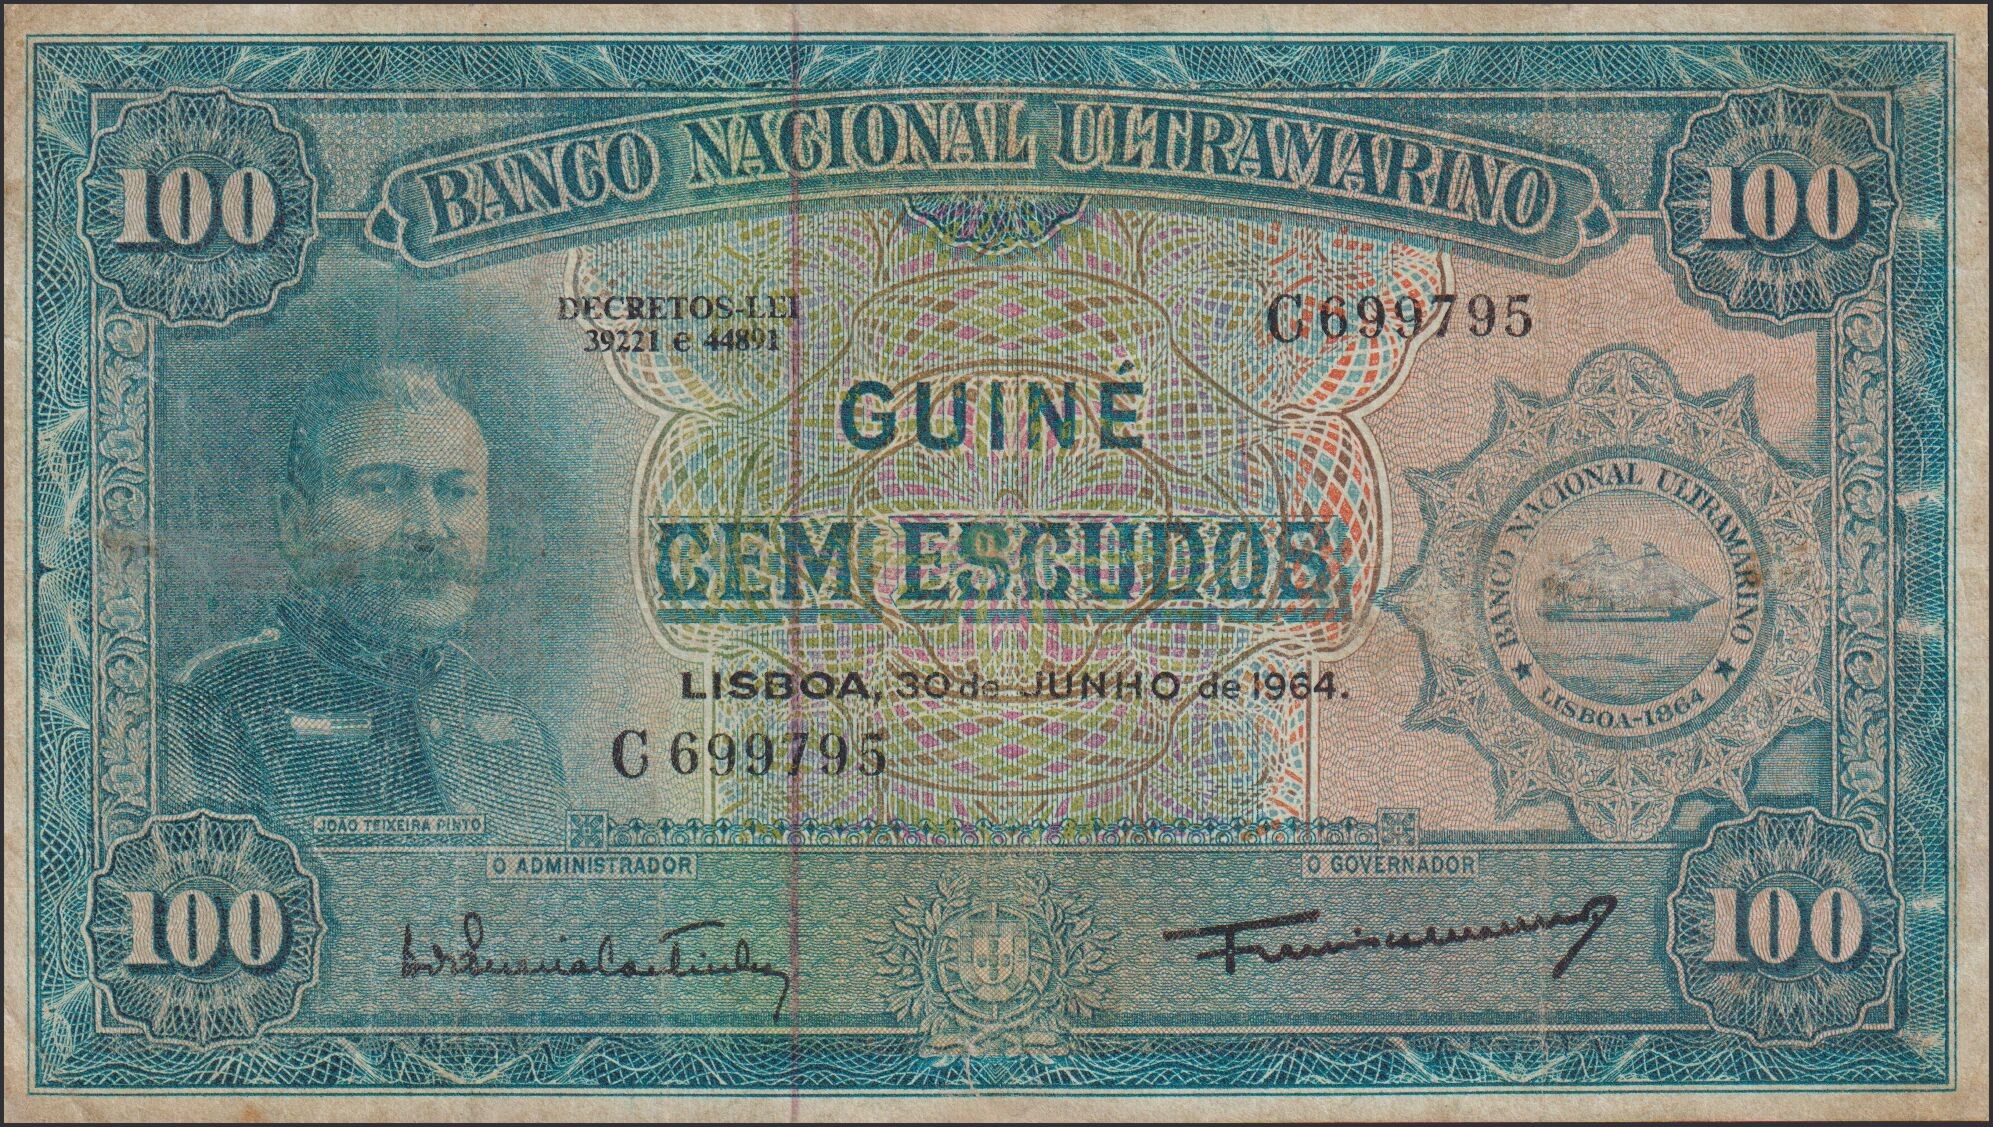 100
BANCO NACIONAL ULTRAMARINO
100
DECRETOS-LEI
39221 e 44891
C 699795
GUINÉ
CEM ESCUDOS
BANCO NACIONAL ULTRAMARINO
★ LISBOA-1864 ★
LISBOA, 30 de JUNHO de 1964.
C 699795
JOÃO TEIXEIRA PINTO
O ADMINISTRADOR
O GOVERNADOR
100
100